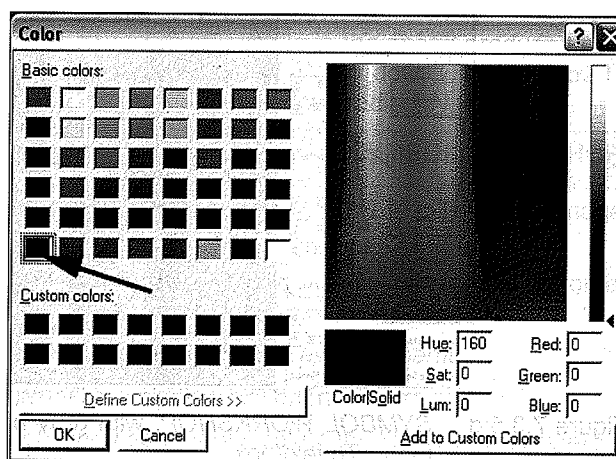 Color
Basic colors:
Custom colors:
Define Custom Colors >>
OK Cancel
Color|Solid
Hue: 160 Red: 0
Sat: 0 Green: 0
Lum: 0 Blue: 0
Add to Custom Colors